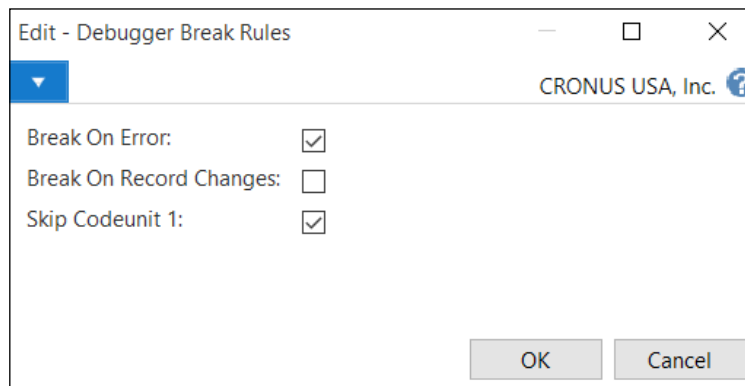 Edit - Debugger Break Rules
CRONUS USA, Inc. ?
Break On Error:
Break On Record Changes:
Skip Codeunit 1:
OK Cancel